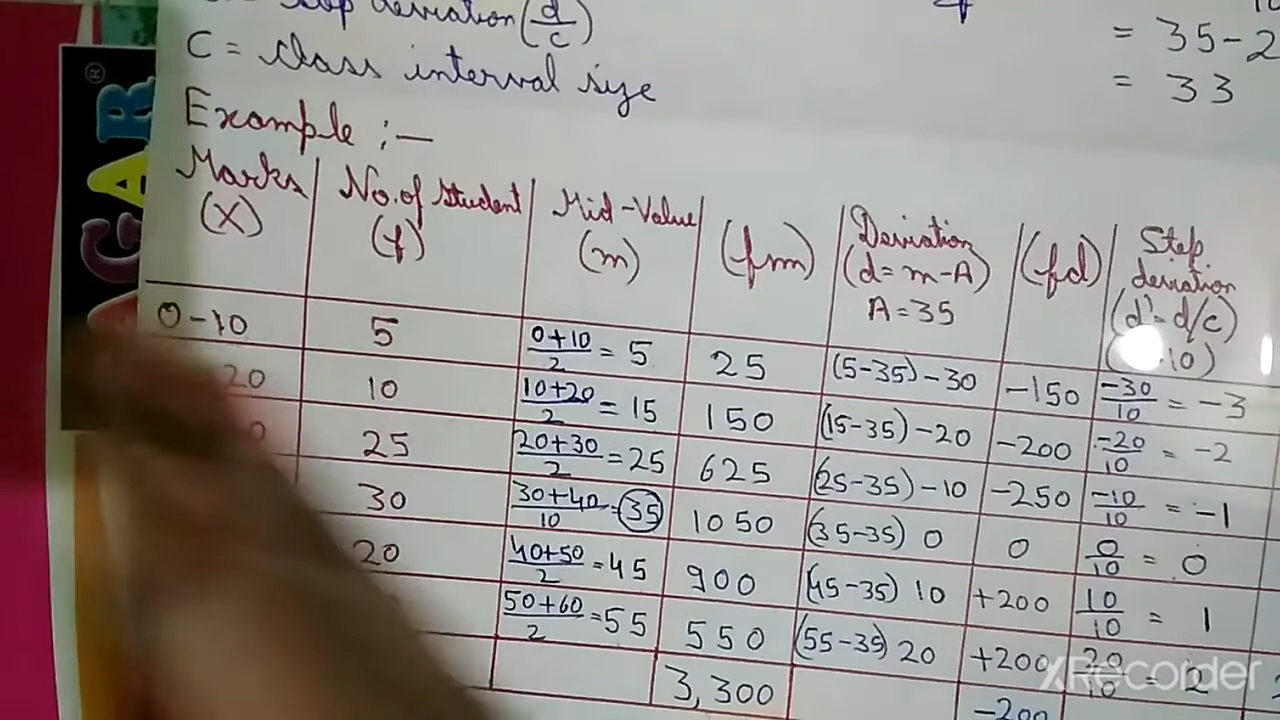 step deviation (d/c)
C = class interval size
= 35-2
= 33
Example :—
Marks (X) | No. of Student (f) | Mid-Value (m) | (fm) | Deviation (d = m-A) A = 35 | (fd) | Step deviation (d' = d/c)
0-10 | 5 | 0+10/2 = 5 | 25 | (5-35) -30 | -150 | -30/10 = -3
20 | 10 | 10+20/2 = 15 | 150 | (15-35) -20 | -200 | -20/10 = -2
0 | 25 | 20+30/2 = 25 | 625 | (25-35) -10 | -250 | -10/10 = -1
30 | 30+40/10 = 35 | 1050 | (35-35) 0 | 0 | 0/10 = 0
20 | 40+50/2 = 45 | 900 | (45-35) 10 | +200 | 10/10 = 1
50+60/2 = 55 | 550 | (55-35) 20 | +200 | 20/10 = 2
3,300 | -200
GAR
®
XRecorder